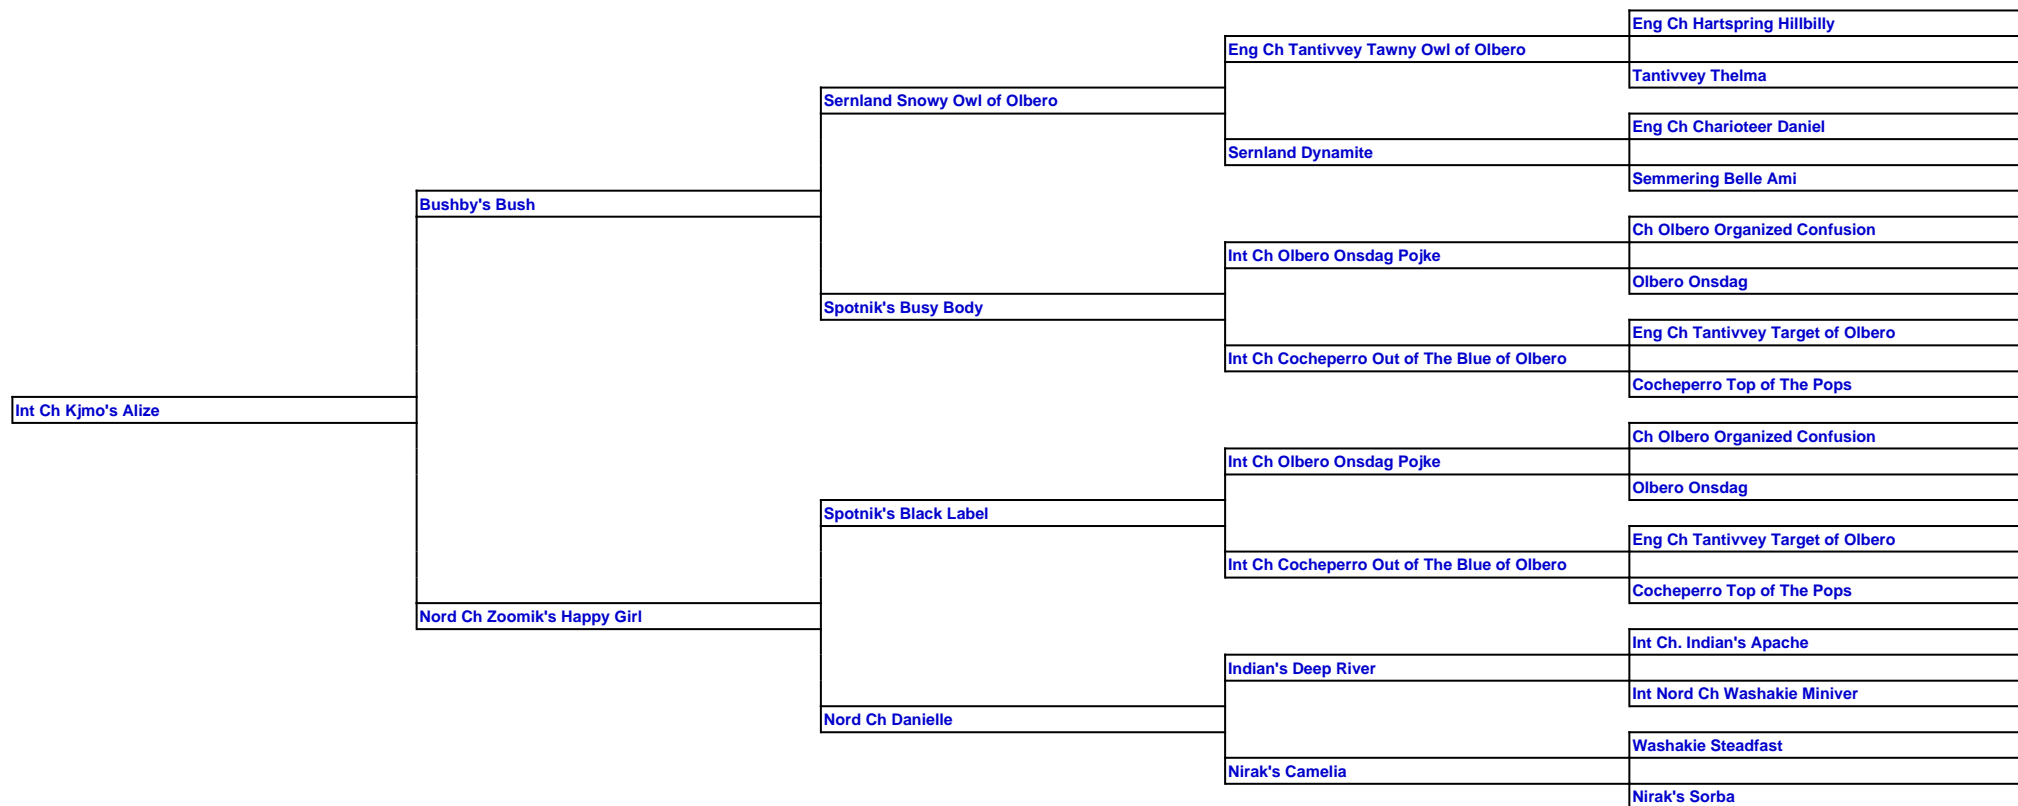 Eng Ch Hartspring Hillbilly
Eng Ch Tantivvey Tawny Owl of Olbero
Tantivvey Thelma
Sernland Snowy Owl of Olbero
Eng Ch Charioteer Daniel
Sernland Dynamite
Semmering Belle Ami
Bushby's Bush
Ch Olbero Organized Confusion
Int Ch Olbero Onsdag Pojke
Olbero Onsdag
Spotnik's Busy Body
Eng Ch Tantivvey Target of Olbero
Int Ch Cocheperro Out of The Blue of Olbero
Cocheperro Top of The Pops
Int Ch Kjmo's Alize
Ch Olbero Organized Confusion
Int Ch Olbero Onsdag Pojke
Olbero Onsdag
Spotnik's Black Label
Eng Ch Tantivvey Target of Olbero
Int Ch Cocheperro Out of The Blue of Olbero
Cocheperro Top of The Pops
Nord Ch Zoomik's Happy Girl
Int Ch. Indian's Apache
Indian's Deep River
Int Nord Ch Washakie Miniver
Nord Ch Danielle
Washakie Steadfast
Nirak's Camelia
Nirak's Sorba